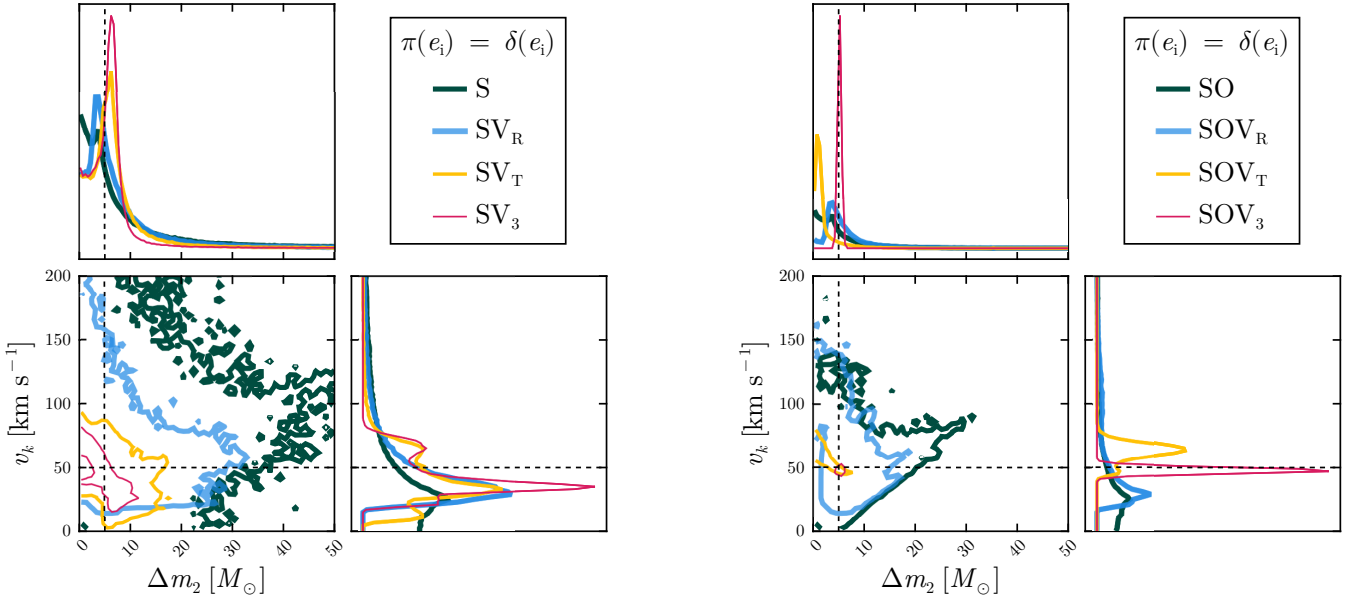 π(e_i) = δ(e_i)
S
SV_R
SV_T
SV_3
200
150
100
50
0
v_k [km s^−1]
0
10
20
30
40
50
Δm_2 [M_⊙]
π(e_i) = δ(e_i)
SO
SOV_R
SOV_T
SOV_3
200
150
100
50
0
v_k [km s^−1]
0
10
20
30
40
50
Δm_2 [M_⊙]